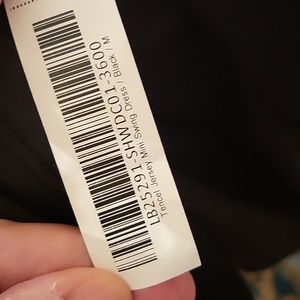 LB25291-SHWDC01-3600
Tencel Jersey Mini Swing Dress / Black / M